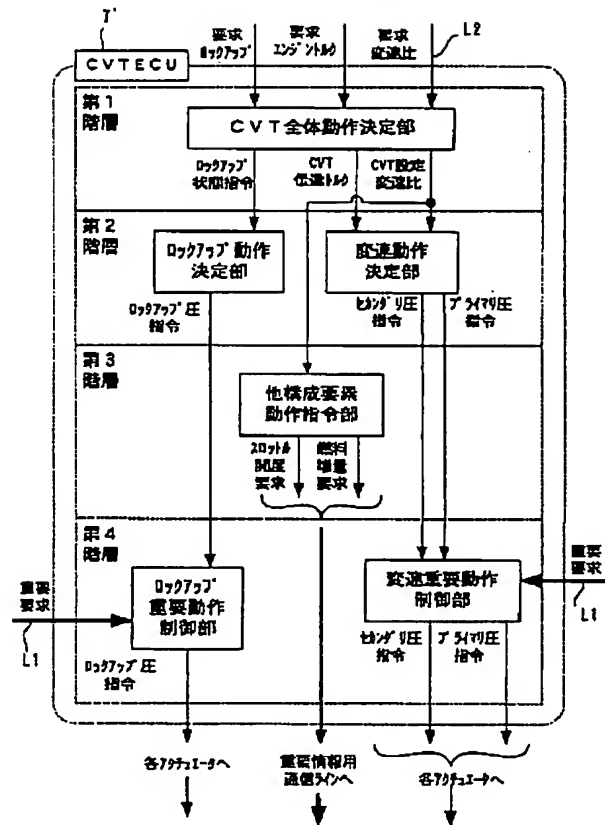 T'
CVTECU
要求
ロックアップ
要求
エンジントルク
要求
変速比
L2
第1
階層
CVT全体動作決定部
ロックアップ
状態指令
CVT
伝達トルク
CVT設定
変速比
第2
階層
ロックアップ動作
決定部
変速動作
決定部
ロックアップ圧
指令
セカンダリ圧
指令
プライマリ圧
指令
第3
階層
他構成要素
動作指令部
スロットル
開度
要求
燃料
増量
要求
第4
階層
重要
要求
L1
ロックアップ
重要動作
制御部
変速重要動作
制御部
重要
要求
L1
ロックアップ圧
指令
セカンダリ圧
指令
プライマリ圧
指令
各アクチュエータへ
重要情報用
通信ラインへ
各アクチュエータへ